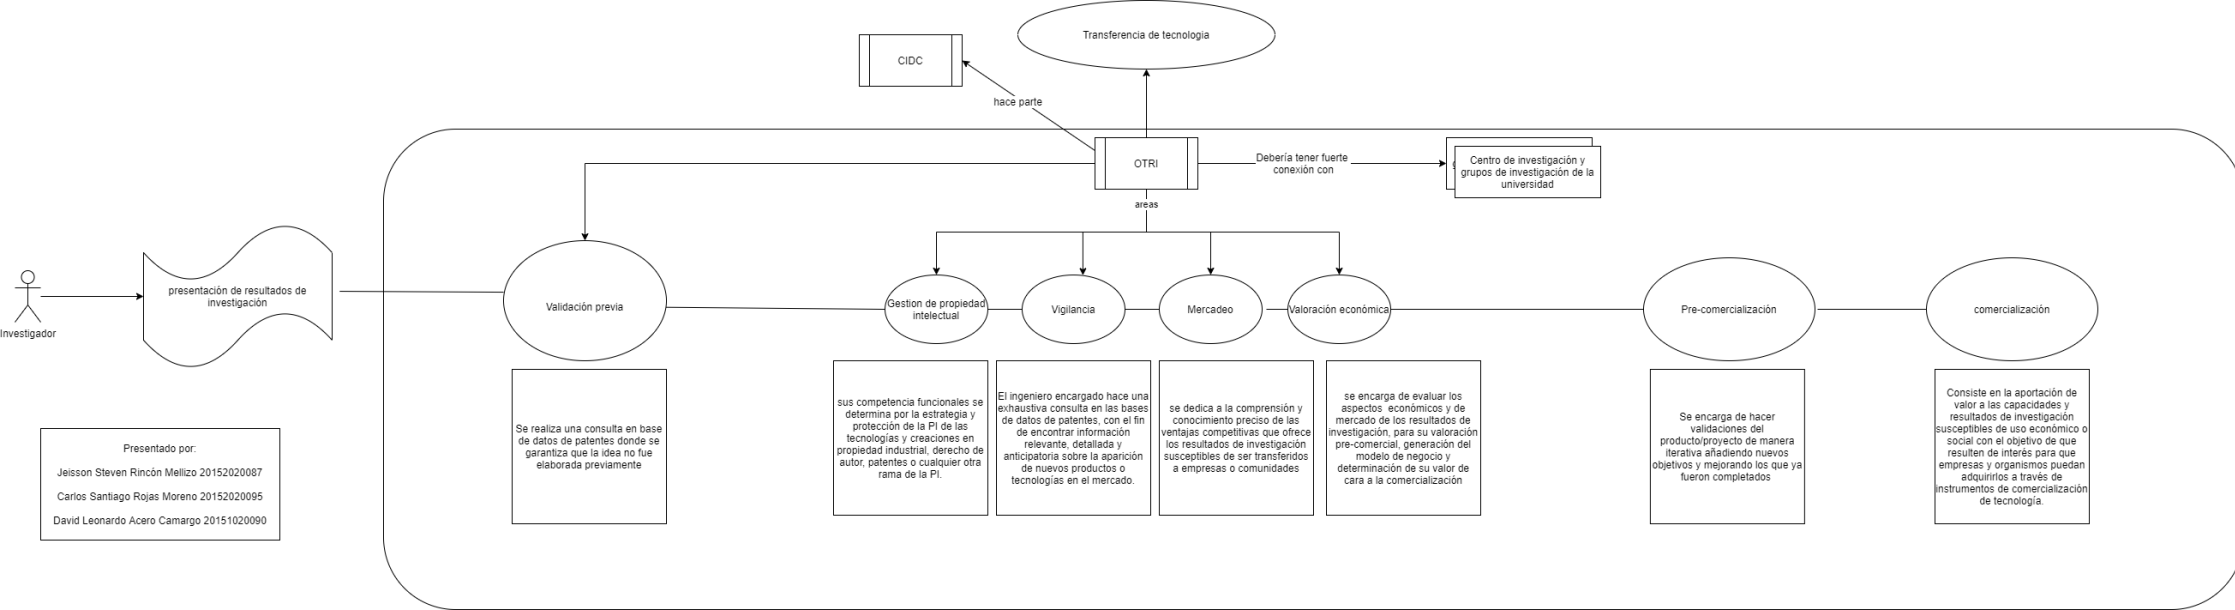 Transferencia de tecnologia
CIDC
hace parte
OTRI
Debería tener fuerte
conexión con
Centro de investigación y
grupos de investigación de la
universidad
areas
Investigador
presentación de resultados de
investigación
Validación previa
Gestion de propiedad
intelectual
Vigilancia
Mercadeo
Valoración económica
Pre-comercialización
comercialización
Se realiza una consulta en base
de datos de patentes donde se
garantiza que la idea no fue
elaborada previamente
sus competencia funcionales se
determina por la estrategia y
protección de la PI de las
tecnologías y creaciones en
propiedad industrial, derecho de
autor, patentes o cualquier otra
rama de la PI.
El ingeniero encargado hace una
exhaustiva consulta en las bases
de datos de patentes, con el fin
de encontrar información
relevante, detallada y
anticipatoria sobre la aparición
de nuevos productos o
tecnologías en el mercado.
se dedica a la comprensión y
conocimiento preciso de las
ventajas competitivas que ofrece
los resultados de investigación
susceptibles de ser transferidos
a empresas o comunidades
se encarga de evaluar los
aspectos económicos y de
mercado de los resultados de
investigación, para su valoración
pre-comercial, generación del
modelo de negocio y
determinación de su valor de
cara a la comercialización
Se encarga de hacer
validaciones del
producto/proyecto de manera
iterativa añadiendo nuevos
objetivos y mejorando los que ya
fueron completados
Consiste en la aportación de
valor a las capacidades y
resultados de investigación
susceptibles de uso económico o
social con el objetivo de que
resulten de interés para que
empresas y organismos puedan
adquirirlos a través de
instrumentos de comercialización
de tecnología.
Presentado por:
Jeisson Steven Rincón Mellizo 20152020087
Carlos Santiago Rojas Moreno 20152020095
David Leonardo Acero Camargo 20151020090